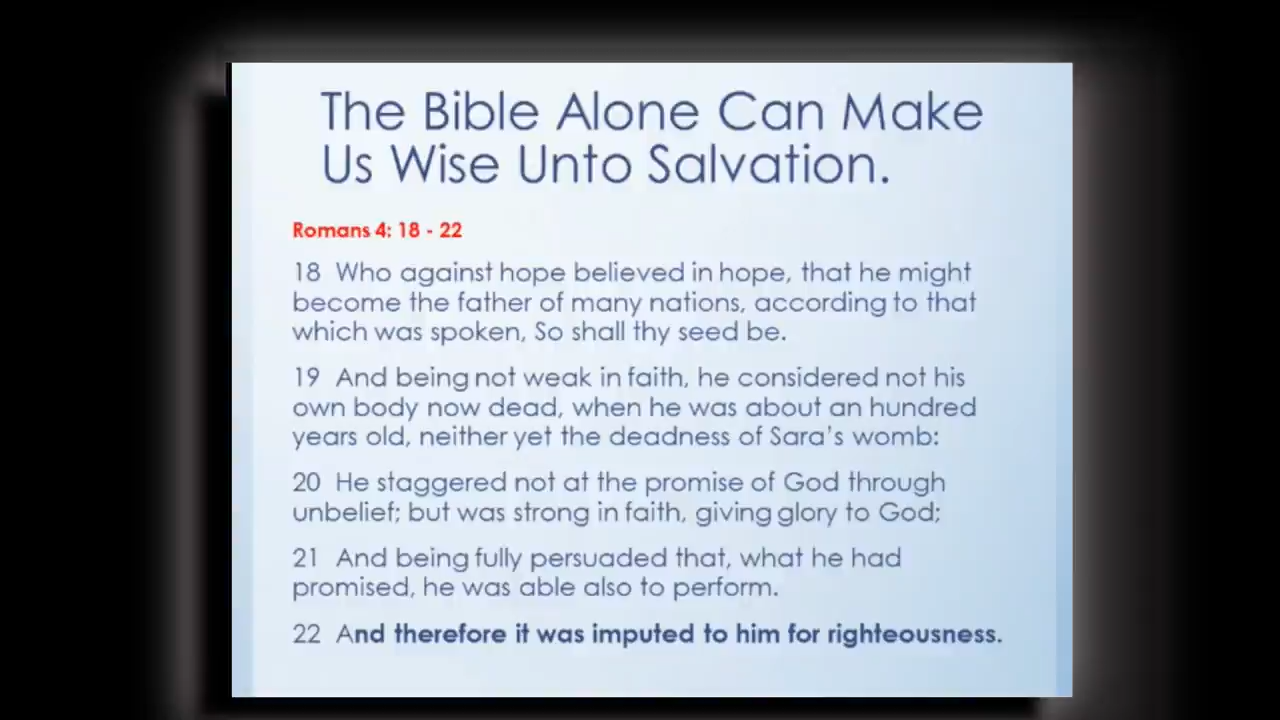 The Bible Alone Can Make
Us Wise Unto Salvation.
Romans 4: 18 - 22
18 Who against hope believed in hope, that he might
become the father of many nations, according to that
which was spoken, So shall thy seed be.
19 And being not weak in faith, he considered not his
own body now dead, when he was about an hundred
years old, neither yet the deadness of Sara's womb:
20 He staggered not at the promise of God through
unbelief; but was strong in faith, giving glory to God;
21 And being fully persuaded that, what he had
promised, he was able also to perform.
22 And therefore it was imputed to him for righteousness.